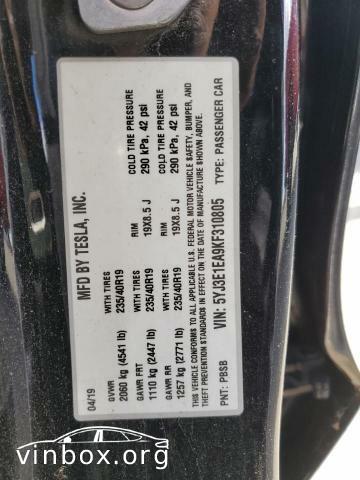 MFD BY TESLA, INC.
04/19
GVWR WITH TIRES RIM COLD TIRE PRESSURE
2060 kg (4541 lb) 235/40R19 19X8.5 J 290 kPa, 42 psi
GAWR FRT WITH TIRES RIM COLD TIRE PRESSURE
1110 kg (2447 lb) 235/40R19 19X8.5 J 290 kPa, 42 psi
GAWR RR WITH TIRES
1257 kg (2771 lb) 235/40R19
THIS VEHICLE CONFORMS TO ALL APPLICABLE U.S. FEDERAL MOTOR VEHICLE SAFETY, BUMPER, AND
THEFT PREVENTION STANDARDS IN EFFECT ON THE DATE OF MANUFACTURE SHOWN ABOVE.
VIN: 5YJ3E1EA9KF310805 TYPE: PASSENGER CAR
PNT: PBSB
vinbox.org